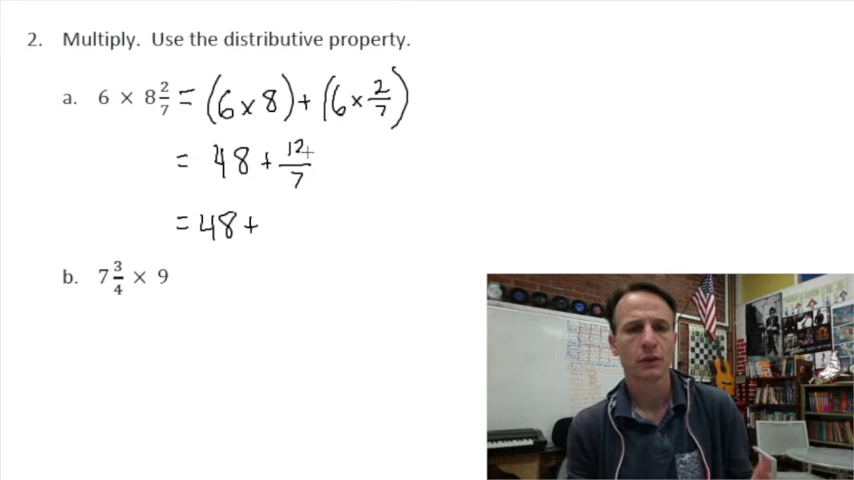 2. Multiply. Use the distributive property.
a. 6 × 8 2/7 = (6 × 8) + (6 × 2/7)
= 48 + 12/7
= 48 +
b. 7 3/4 × 9